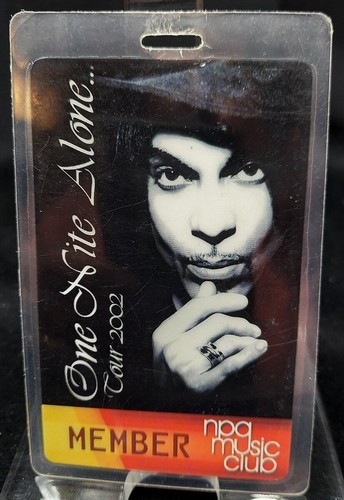 One Nite Alone...
Tour 2002
MEMBER
npg
music
club